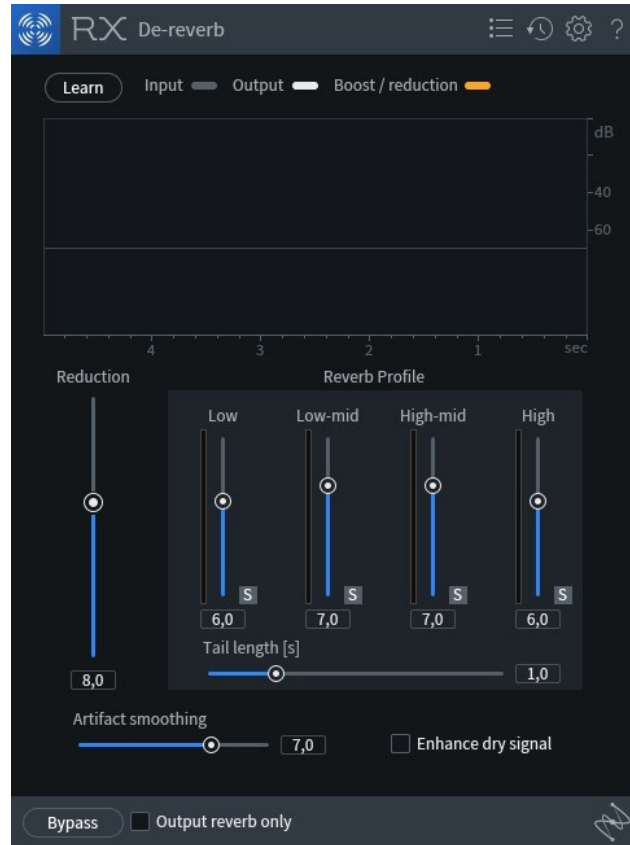 RX De-reverb ?
Learn Input Output Boost / reduction
dB
-40
-60
4 3 2 1 sec
Reduction Reverb Profile
Low Low-mid High-mid High
S S S S
6,0 7,0 7,0 6,0
Tail length [s]
8,0 1,0
Artifact smoothing
7,0 Enhance dry signal
Bypass Output reverb only